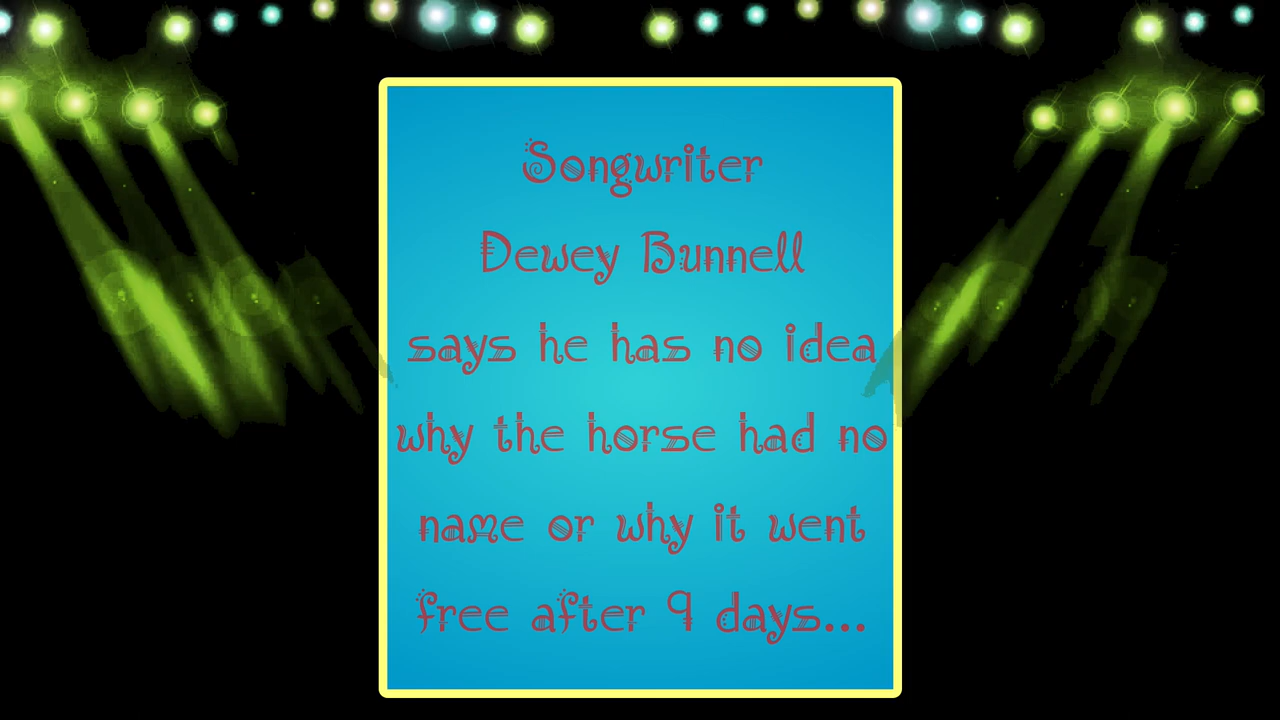 Songwriter
Dewey Bunnell
says he has no idea
why the horse had no
name or why it went
free after 9 days...